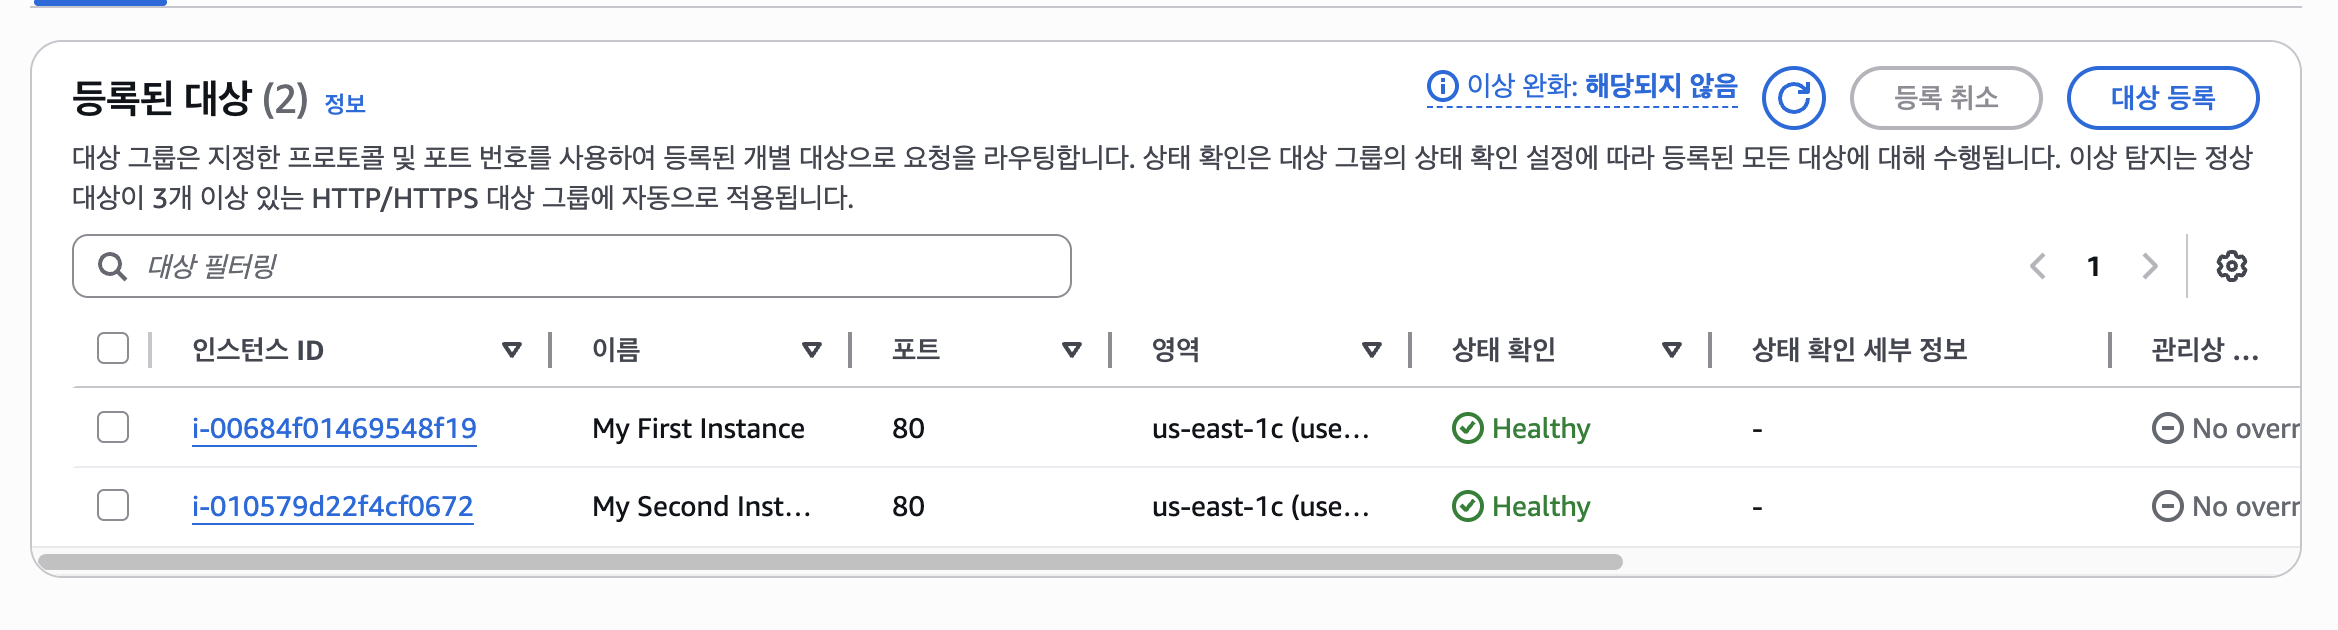 등록된 대상 (2) 정보
이상 완화: 해당되지 않음
등록 취소
대상 등록
대상 그룹은 지정한 프로토콜 및 포트 번호를 사용하여 등록된 개별 대상으로 요청을 라우팅합니다. 상태 확인은 대상 그룹의 상태 확인 설정에 따라 등록된 모든 대상에 대해 수행됩니다. 이상 탐지는 정상
대상이 3개 이상 있는 HTTP/HTTPS 대상 그룹에 자동으로 적용됩니다.
대상 필터링
1
인스턴스 ID 이름 포트 영역 상태 확인 상태 확인 세부 정보 관리상 ...
i-00684f01469548f19 My First Instance 80 us-east-1c (use... Healthy - No overr
i-010579d22f4cf0672 My Second Inst... 80 us-east-1c (use... Healthy - No overr